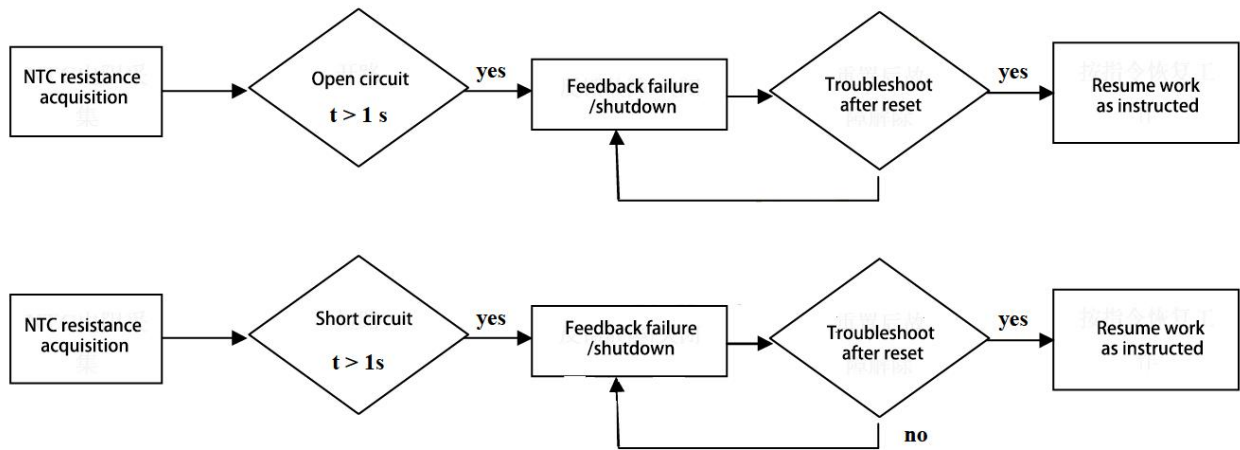 NTC resistance
acquisition
Open circuit
t > 1 s
yes
Feedback failure
/shutdown
Troubleshoot
after reset
yes
Resume work
as instructed
NTC resistance
acquisition
Short circuit
t > 1s
yes
Feedback failure
/shutdown
Troubleshoot
after reset
yes
Resume work
as instructed
no